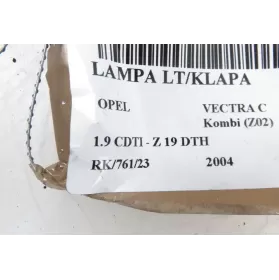 LAMPA LT/KLAPA
OPEL VECTRA C
Kombi (Z02)
1.9 CDTI - Z 19 DTH
RK/761/23 2004